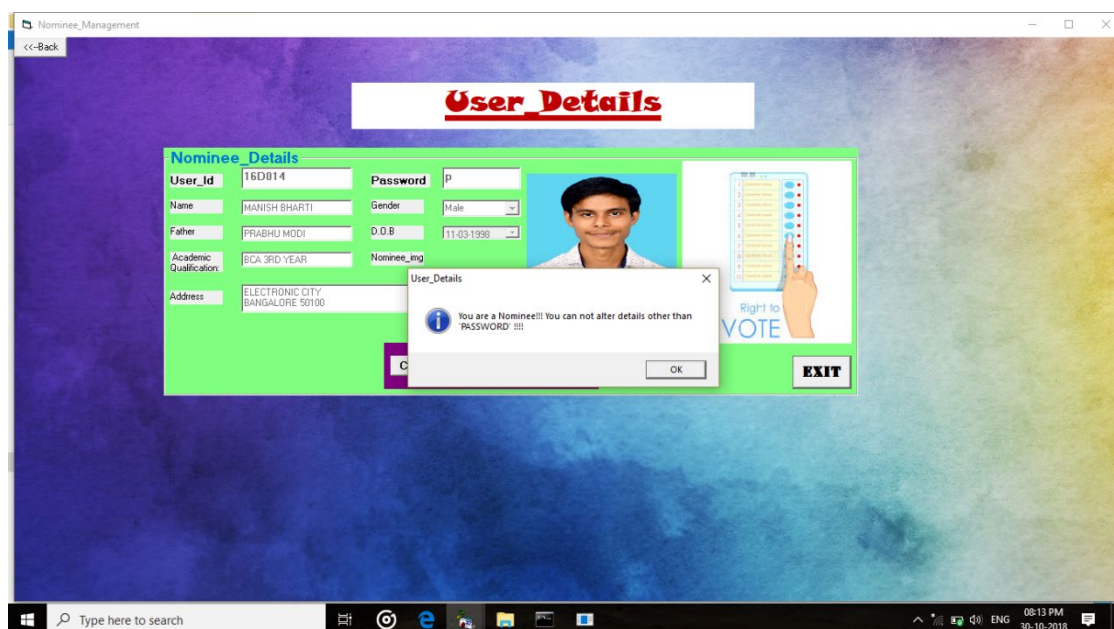 Nominee_Management
<<-Back
User_Details
Nominee_Details
User_Id 16D014 Password p
Name MANISH BHARTI Gender Male
Father PRABHU MODI D.O.B 11-03-1998
Academic Qualification: BCA 3RD YEAR Nominee_img
Address ELECTRONIC CITY
BANGALORE 50100
User_Details
You are a Nominee!!! You can not alter details other than
'PASSWORD' !!!!
OK
C
Right to
VOTE
EXIT
Type here to search
ENG
08:13 PM
30-10-2018